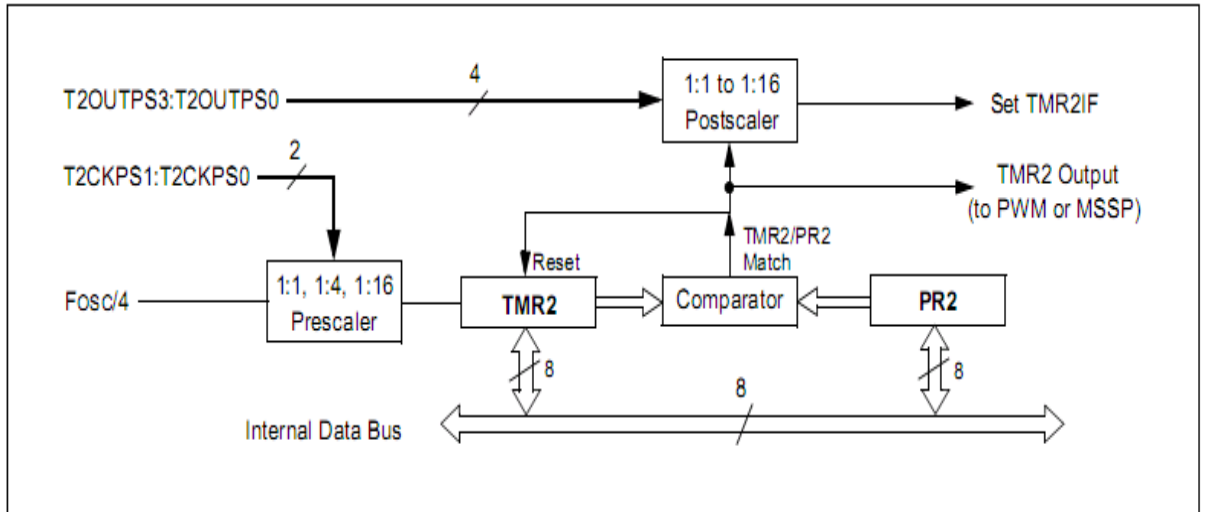 T2OUTPS3:T2OUTPS0
4
1:1 to 1:16
Postscaler
Set TMR2IF
T2CKPS1:T2CKPS0
2
TMR2 Output
(to PWM or MSSP)
TMR2/PR2
Match
Reset
Fosc/4
1:1, 1:4, 1:16
Prescaler
TMR2
Comparator
PR2
8
8
8
Internal Data Bus